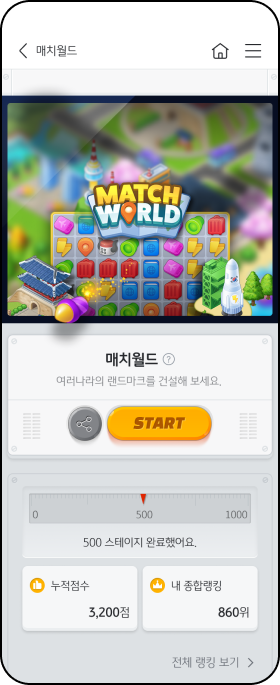 매치월드
MATCH
WORLD
매치월드 ?
여러나라의 랜드마크를 건설해 보세요.
START
0 500 1000
500 스테이지 완료했어요.
누적점수
3,200점
내 종합랭킹
860위
전체 랭킹 보기 >